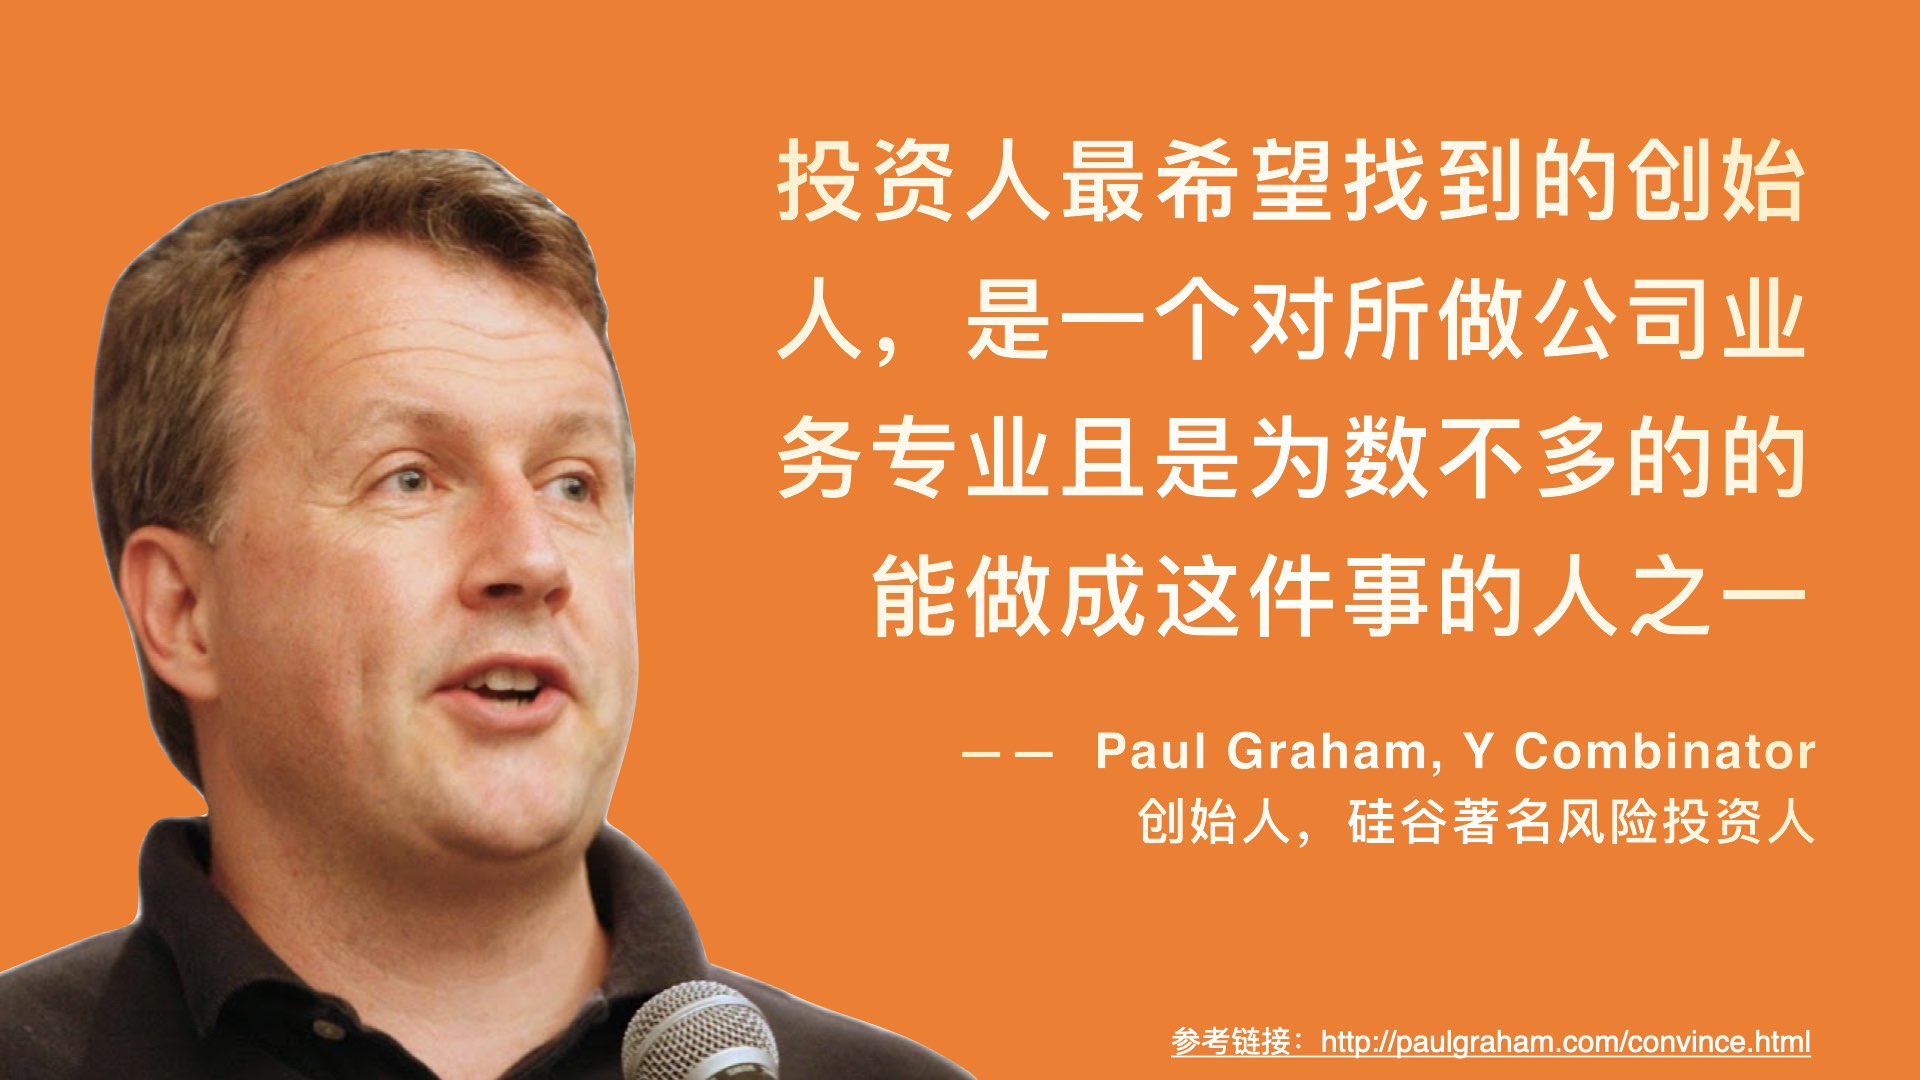 投资人最希望找到的创始
人，是一个对所做公司业
务专业且是为数不多的的
能做成这件事的人之一
—— Paul Graham, Y Combinator
创始人，硅谷著名风险投资人
参考链接：http://paulgraham.com/convince.html